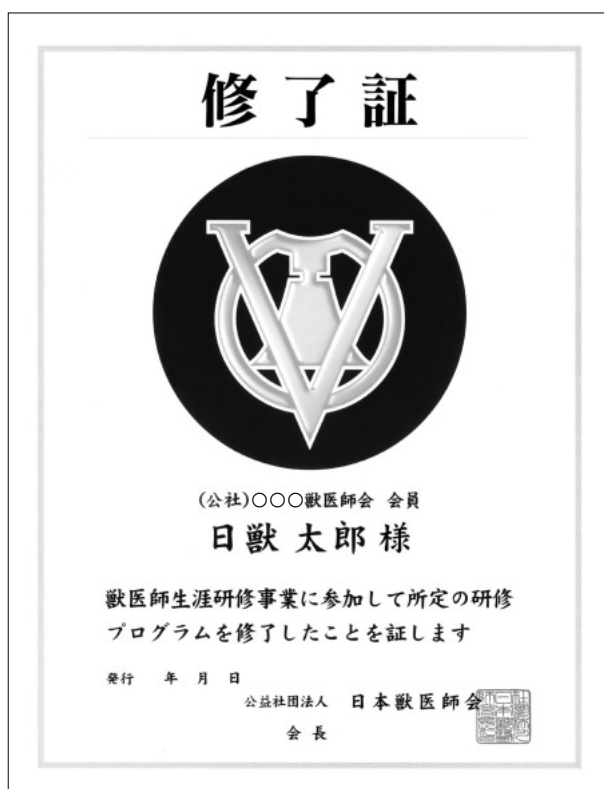 修了証
(公社)○○○獣医師会 会員
日獣 太郎 様
獣医師生涯研修事業に参加して所定の研修
プログラムを修了したことを証します
発行 年 月 日
公益社団法人 日本獣医師会
会 長